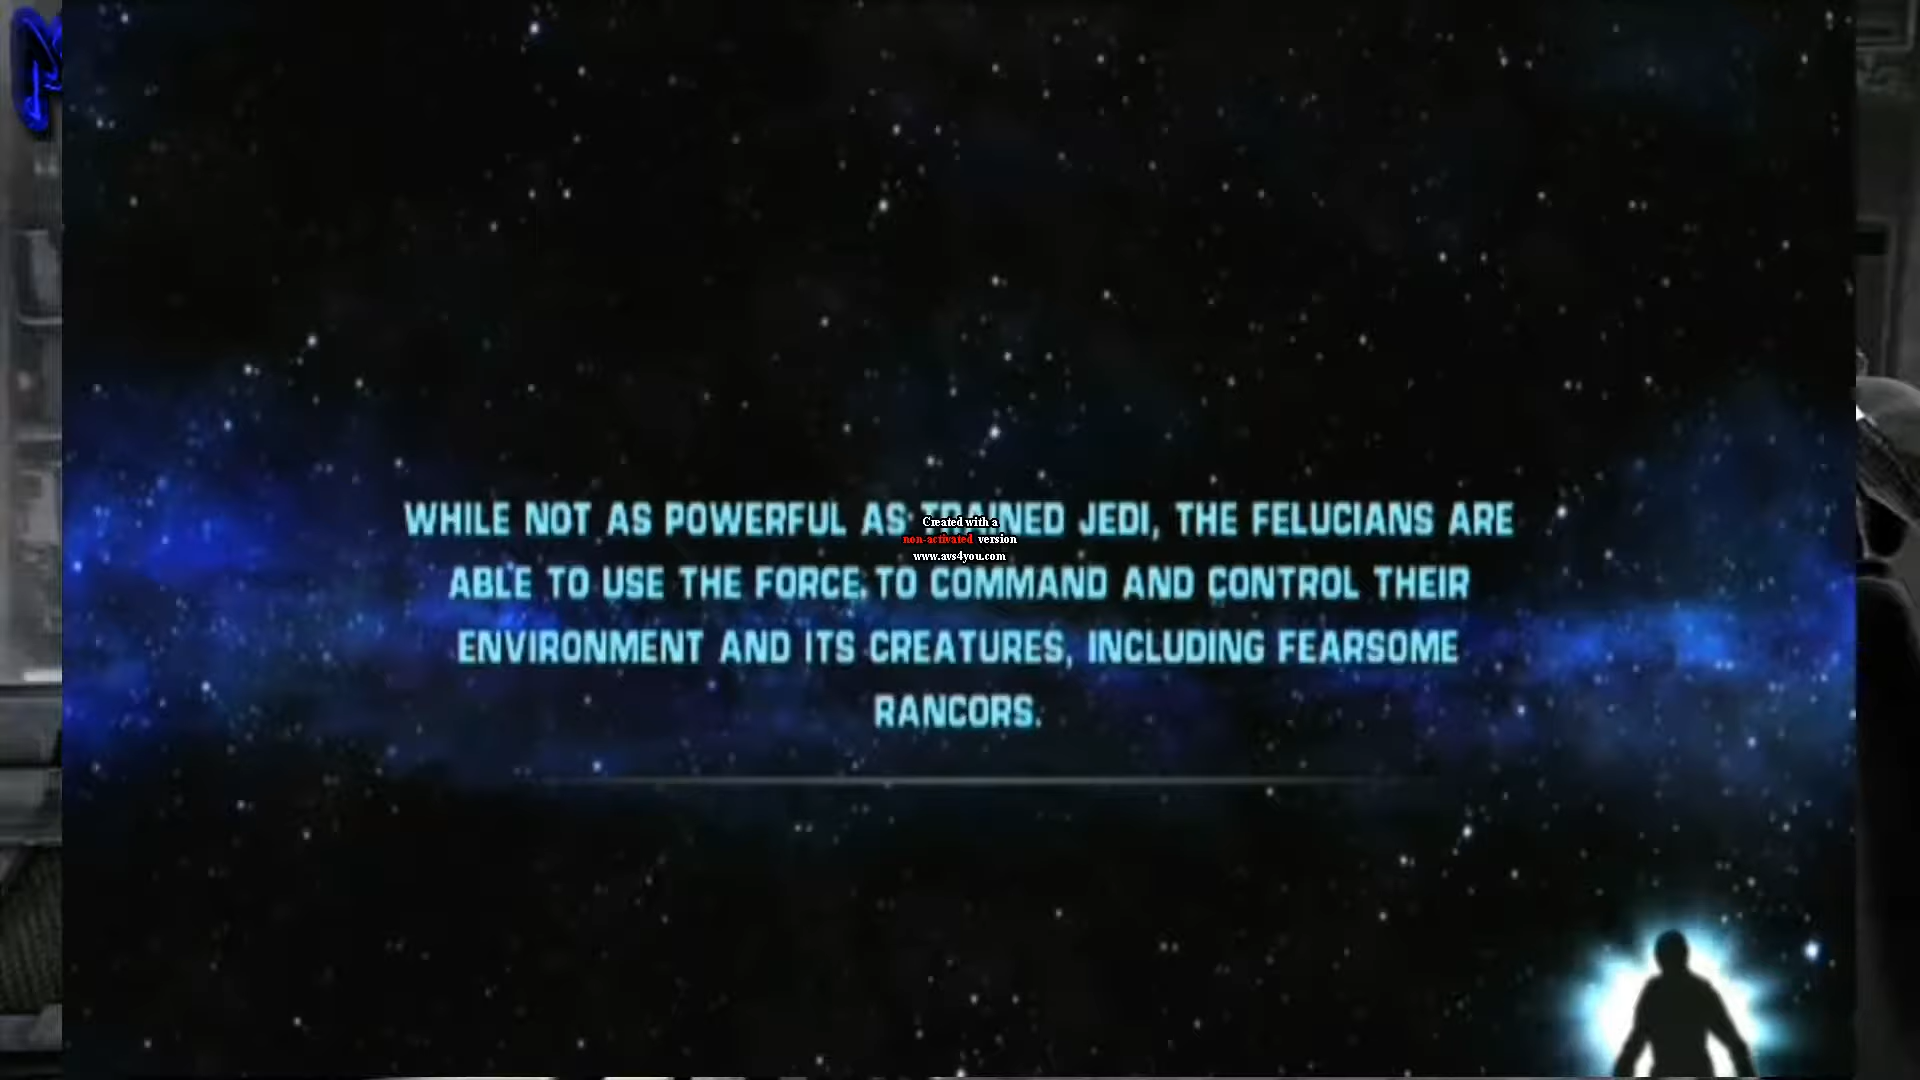 WHILE NOT AS POWERFUL AS TRAINED JEDI, THE FELUCIANS ARE
ABLE TO USE THE FORCE TO COMMAND AND CONTROL THEIR
ENVIRONMENT AND ITS CREATURES, INCLUDING FEARSOME
RANCORS.
Created with a
non-activated version
www.avs4you.com